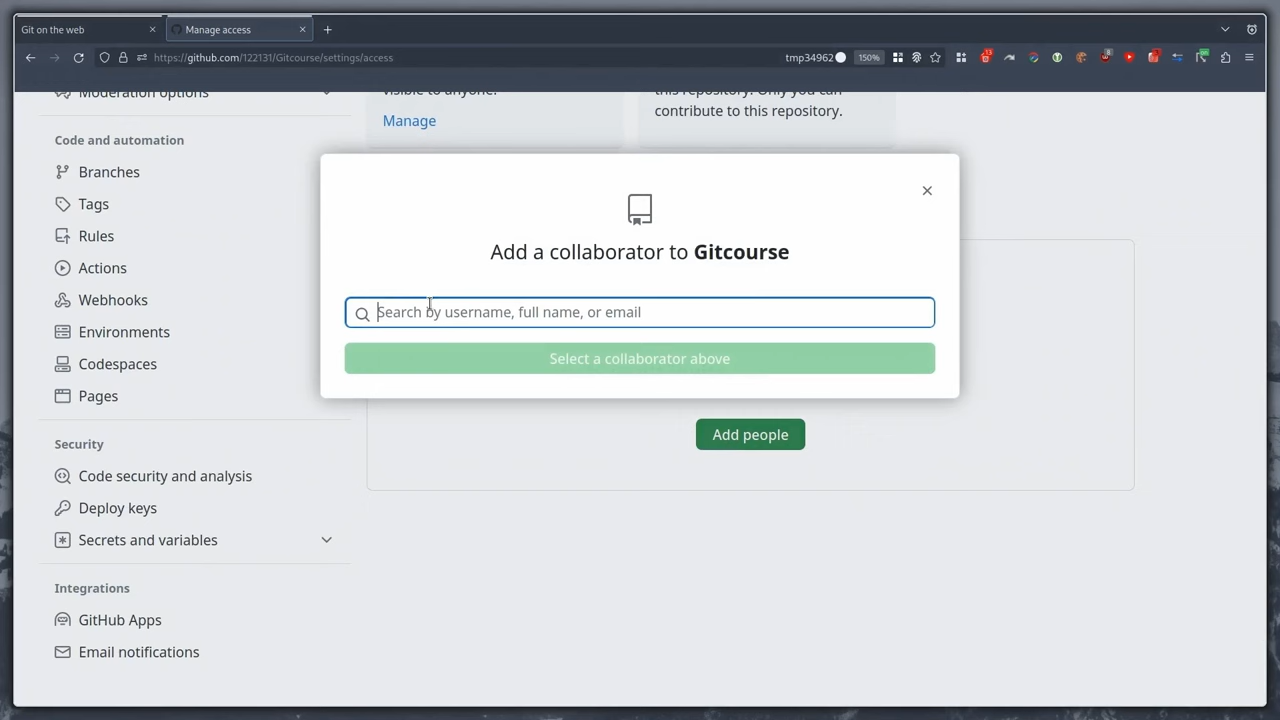 Git on the web
Manage access
https://github.com/122131/Gitcourse/settings/access
tmp34962
150%
Moderation options
visible to anyone.
Manage
this repository. Only you can
contribute to this repository.
Code and automation
Branches
Tags
Rules
Actions
Webhooks
Environments
Codespaces
Pages
Security
Code security and analysis
Deploy keys
Secrets and variables
Integrations
GitHub Apps
Email notifications
Add a collaborator to Gitcourse
Search by username, full name, or email
Select a collaborator above
Add people